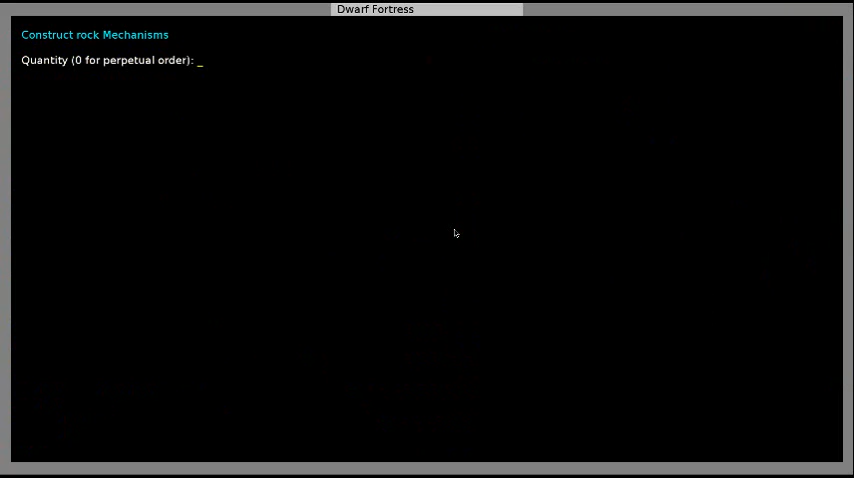 Dwarf Fortress
Construct rock Mechanisms
Quantity (0 for perpetual order): _